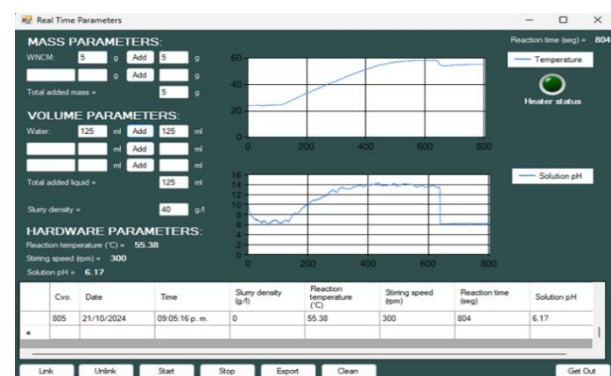 Real Time Parameters
MASS PARAMETERS:
Reaction time (seg) = 804
WNCM: 5 g Add 5 g
g Add g
Total added mass = 5 g
Temperature
Heater status
60
40
20
0
0 200 400 600 800
VOLUME PARAMETERS:
Water: 125 ml Add 125 ml
ml Add ml
ml Add ml
Total added liquid = 125 ml
Slurry density = 40 g/l
Solution pH
16
14
12
10
8
6
4
2
0
0 200 400 600 800
HARDWARE PARAMETERS:
Reaction temperature (°C) = 55.38
Stirring speed (rpm) = 300
Solution pH = 6.17
Cvo. Date Time Slurry density (g/l) Reaction temperature (°C) Stirring speed (rpm) Reaction time (seg) Solution pH
805 21/10/2024 09:05:16 p. m. 0 55.38 300 804 6.17
Link Unlink Start Stop Export Clean Get Out